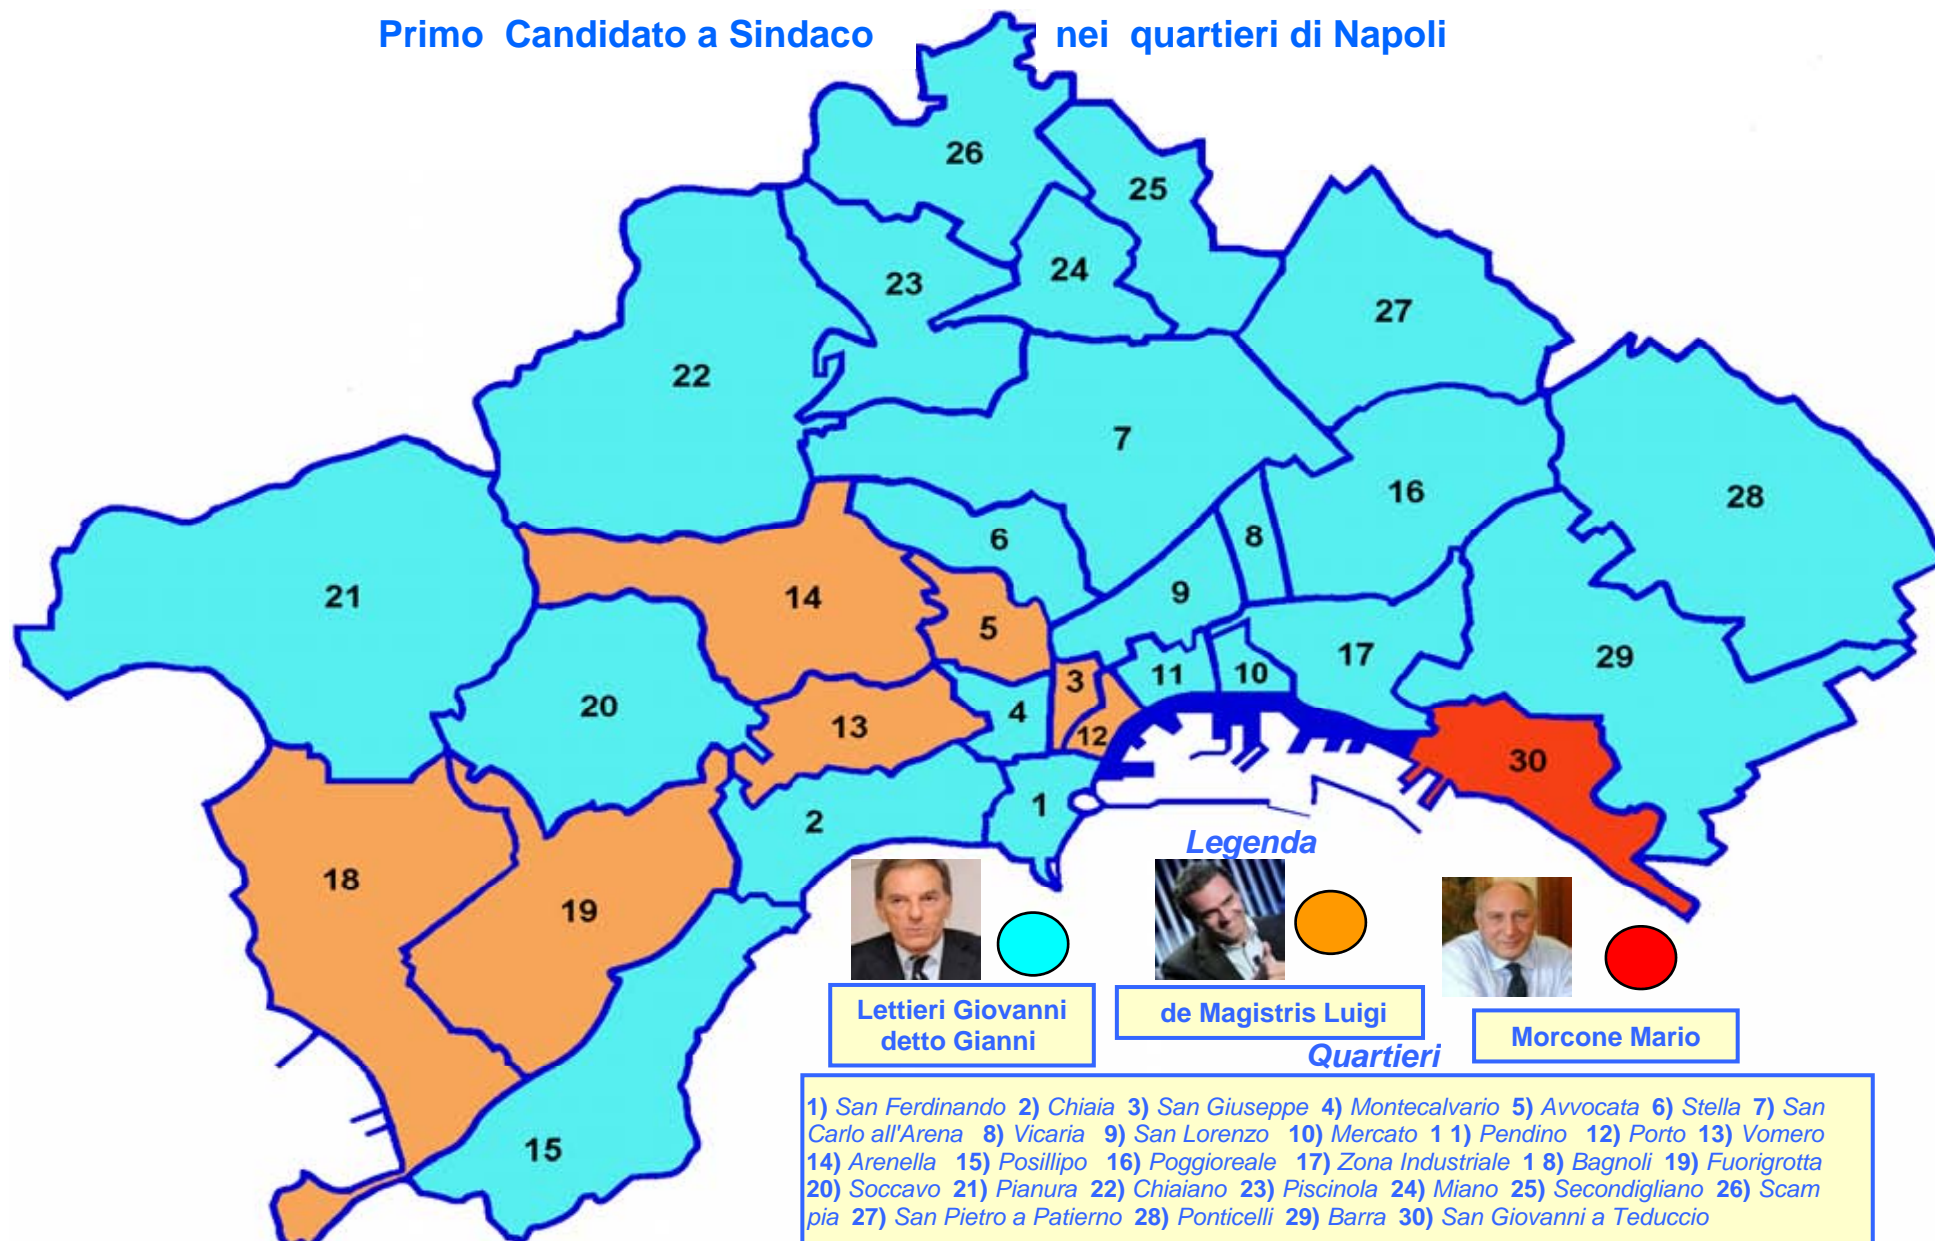 Primo Candidato a Sindaco nei quartieri di Napoli
26
25
24
23
27
22
7
28
16
6
8
21
14
9
5
29
17
3
11
10
20
4
13
12
30
1
2
18
19
15
Legenda
Lettieri Giovanni
detto Gianni
de Magistris Luigi
Morcone Mario
Quartieri
1) San Ferdinando 2) Chiaia 3) San Giuseppe 4) Montecalvario 5) Avvocata 6) Stella 7) San
Carlo all'Arena 8) Vicaria 9) San Lorenzo 10) Mercato 1 1) Pendino 12) Porto 13) Vomero
14) Arenella 15) Posillipo 16) Poggioreale 17) Zona Industriale 1 8) Bagnoli 19) Fuorigrotta
20) Soccavo 21) Pianura 22) Chiaiano 23) Piscinola 24) Miano 25) Secondigliano 26) Scam
pia 27) San Pietro a Patierno 28) Ponticelli 29) Barra 30) San Giovanni a Teduccio